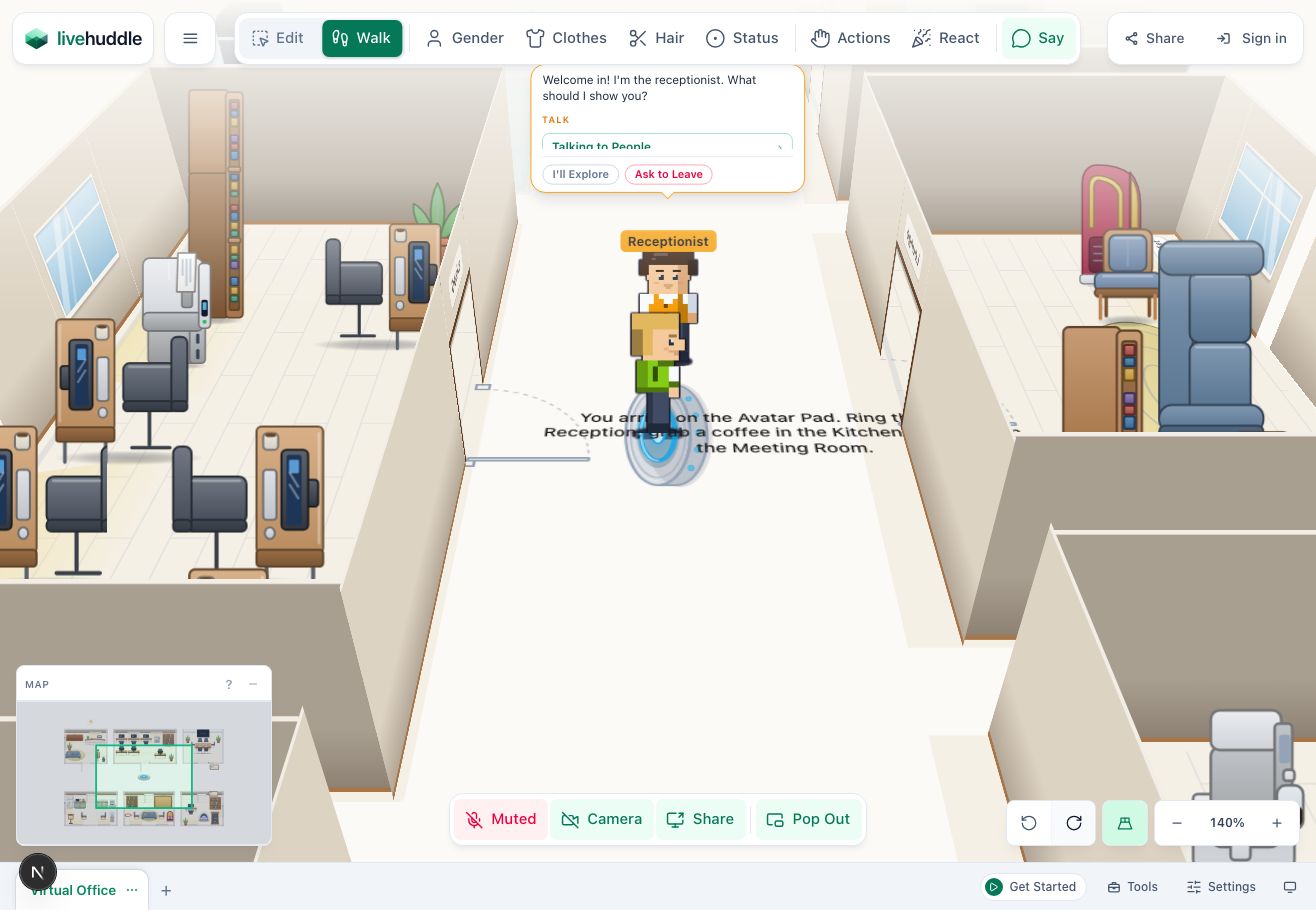 livehuddle
Edit
Walk
Gender
Clothes
Hair
Status
Actions
React
Say
Share
Sign in
Welcome in! I'm the receptionist. What
should I show you?
TALK
Talking to People
I'll Explore
Ask to Leave
Receptionist
You on the Avatar Pad. Ring
Reception, a coffee in the Kitchen
the Meeting Room.
MAP
?
Muted
Camera
Share
Pop Out
140%
N
Virtual Office
Get Started
Tools
Settings